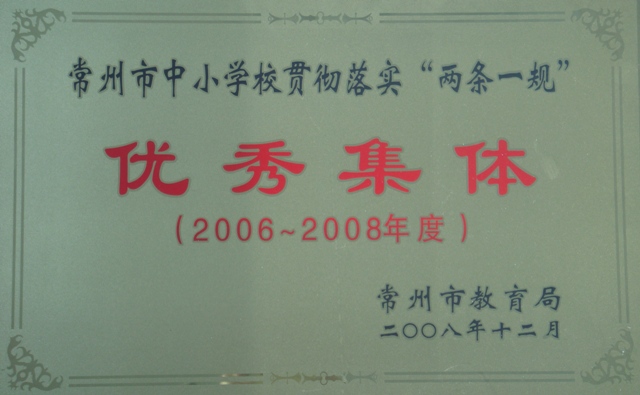 常州市中小学校贯彻落实“两条一规”
优秀集体
(2006~2008年度)
常州市教育局
二〇〇八年十二月